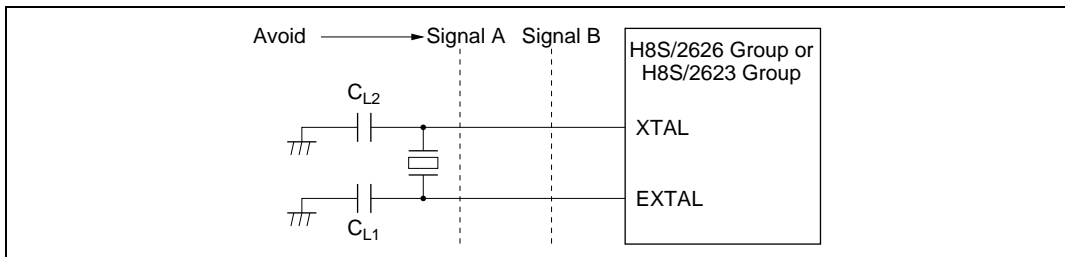 Avoid Signal A Signal B
H8S/2626 Group or
H8S/2623 Group
CL2
XTAL
EXTAL
CL1